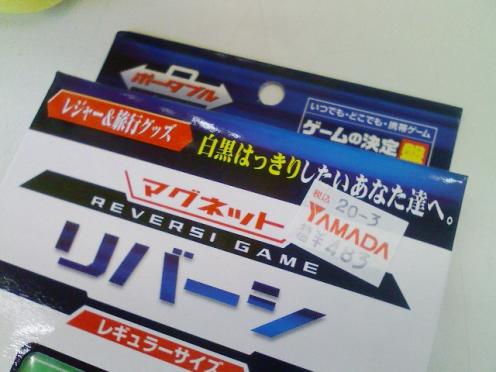 ポータブル
いつでも・どこでも・携帯ゲーム
ゲームの決定盤
レジャー&旅行グッズ
白黒はっきりしたいあなた達へ。
マグネット
REVERSI GAME
リバーシ
レギュラーサイズ
税込 20-3
YAMADA
¥483